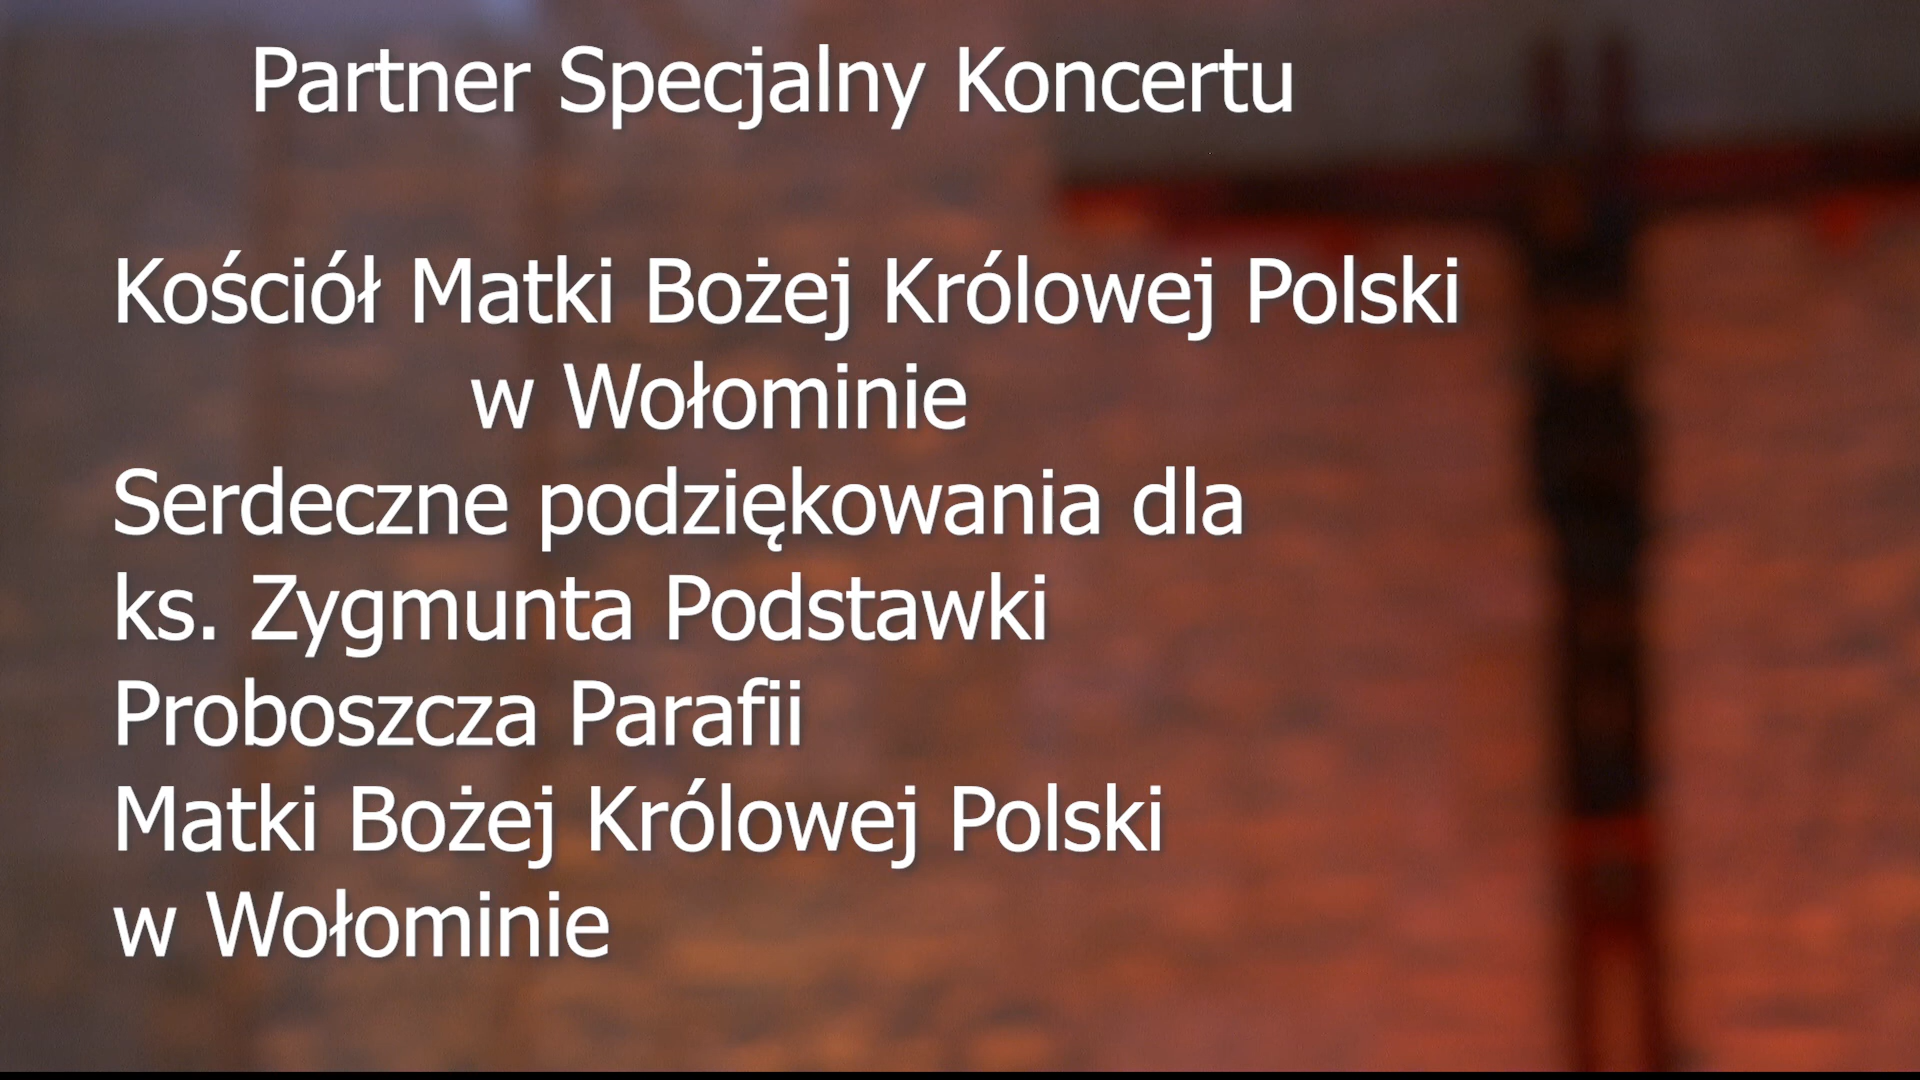 Partner Specjalny Koncertu
Kościół Matki Bożej Królowej Polski
w Wołominie
Serdeczne podziękowania dla
ks. Zygmunta Podstawki
Proboszcza Parafii
Matki Bożej Królowej Polski
w Wołominie